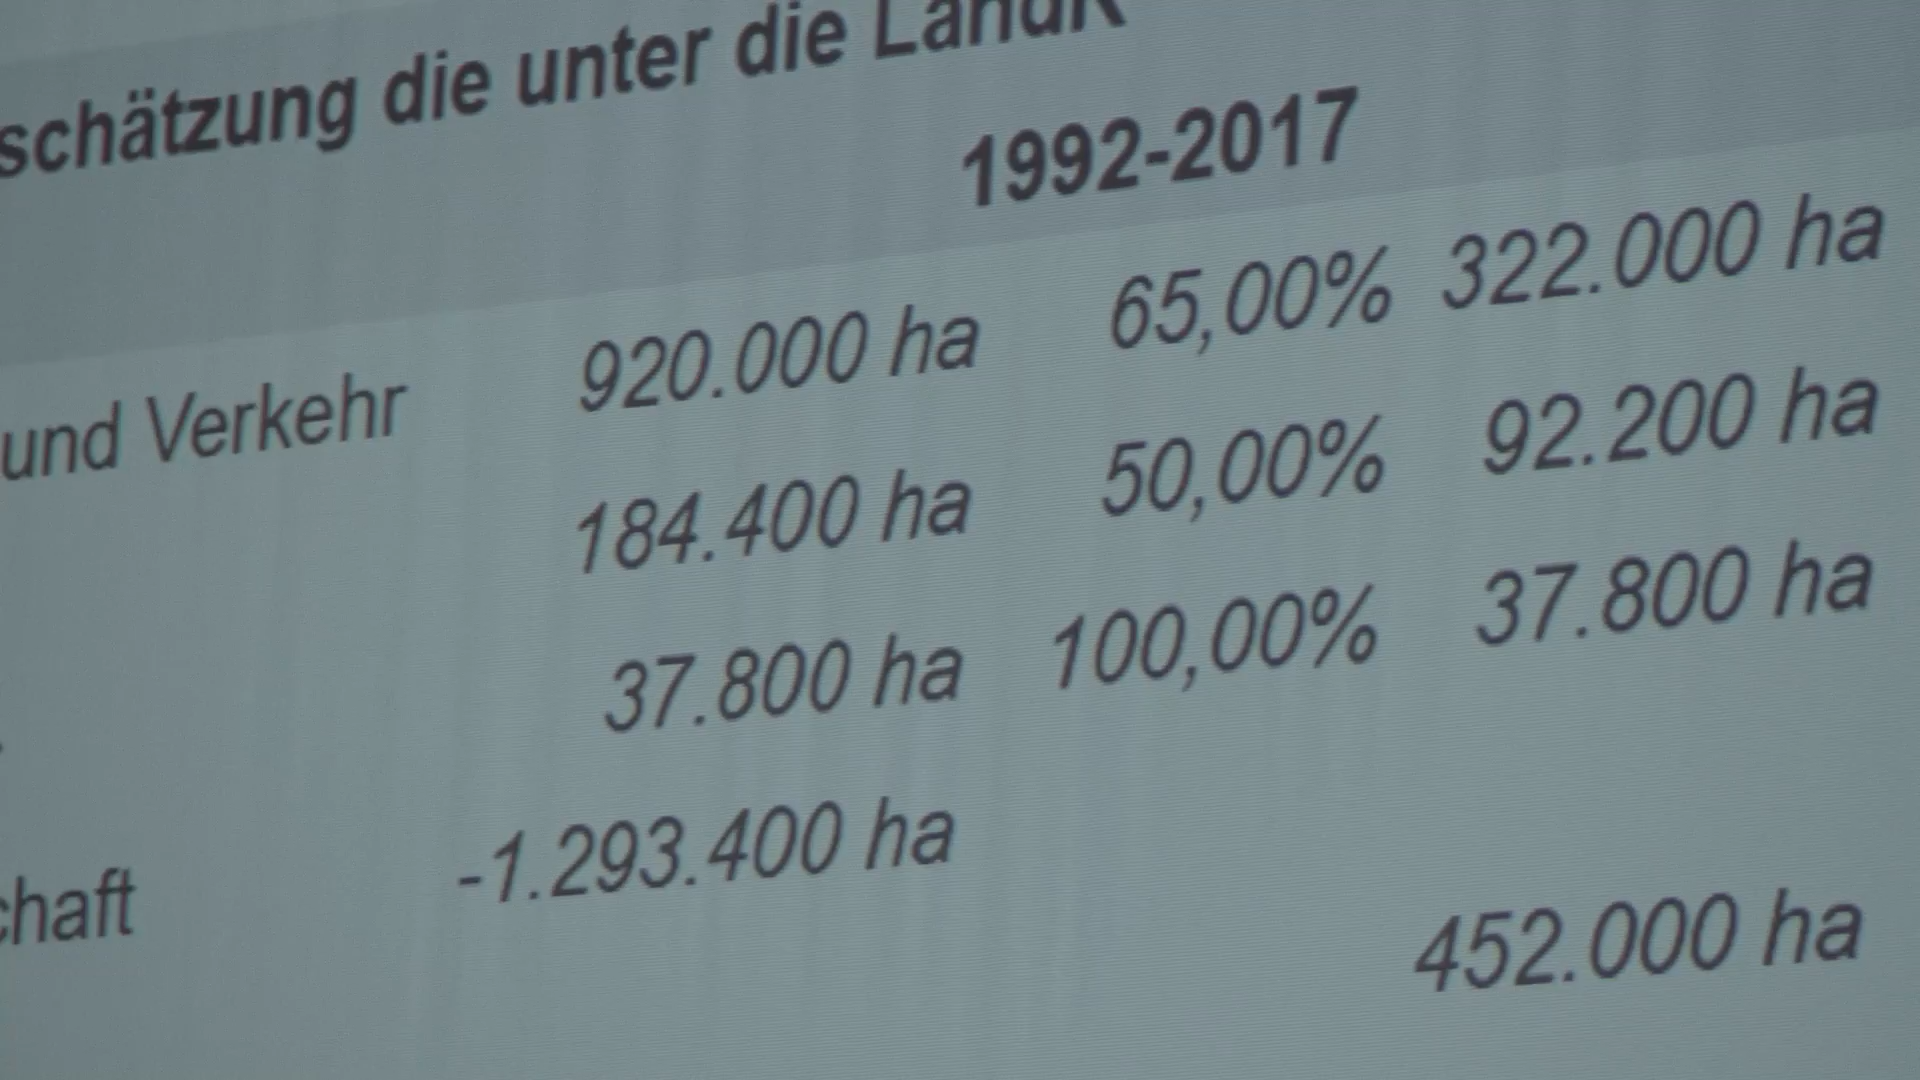 schätzung die unter die LandR
1992-2017
und Verkehr 920.000 ha 65,00% 322.000 ha
184.400 ha 50,00% 92.200 ha
37.800 ha 100,00% 37.800 ha
chaft -1.293.400 ha
452.000 ha